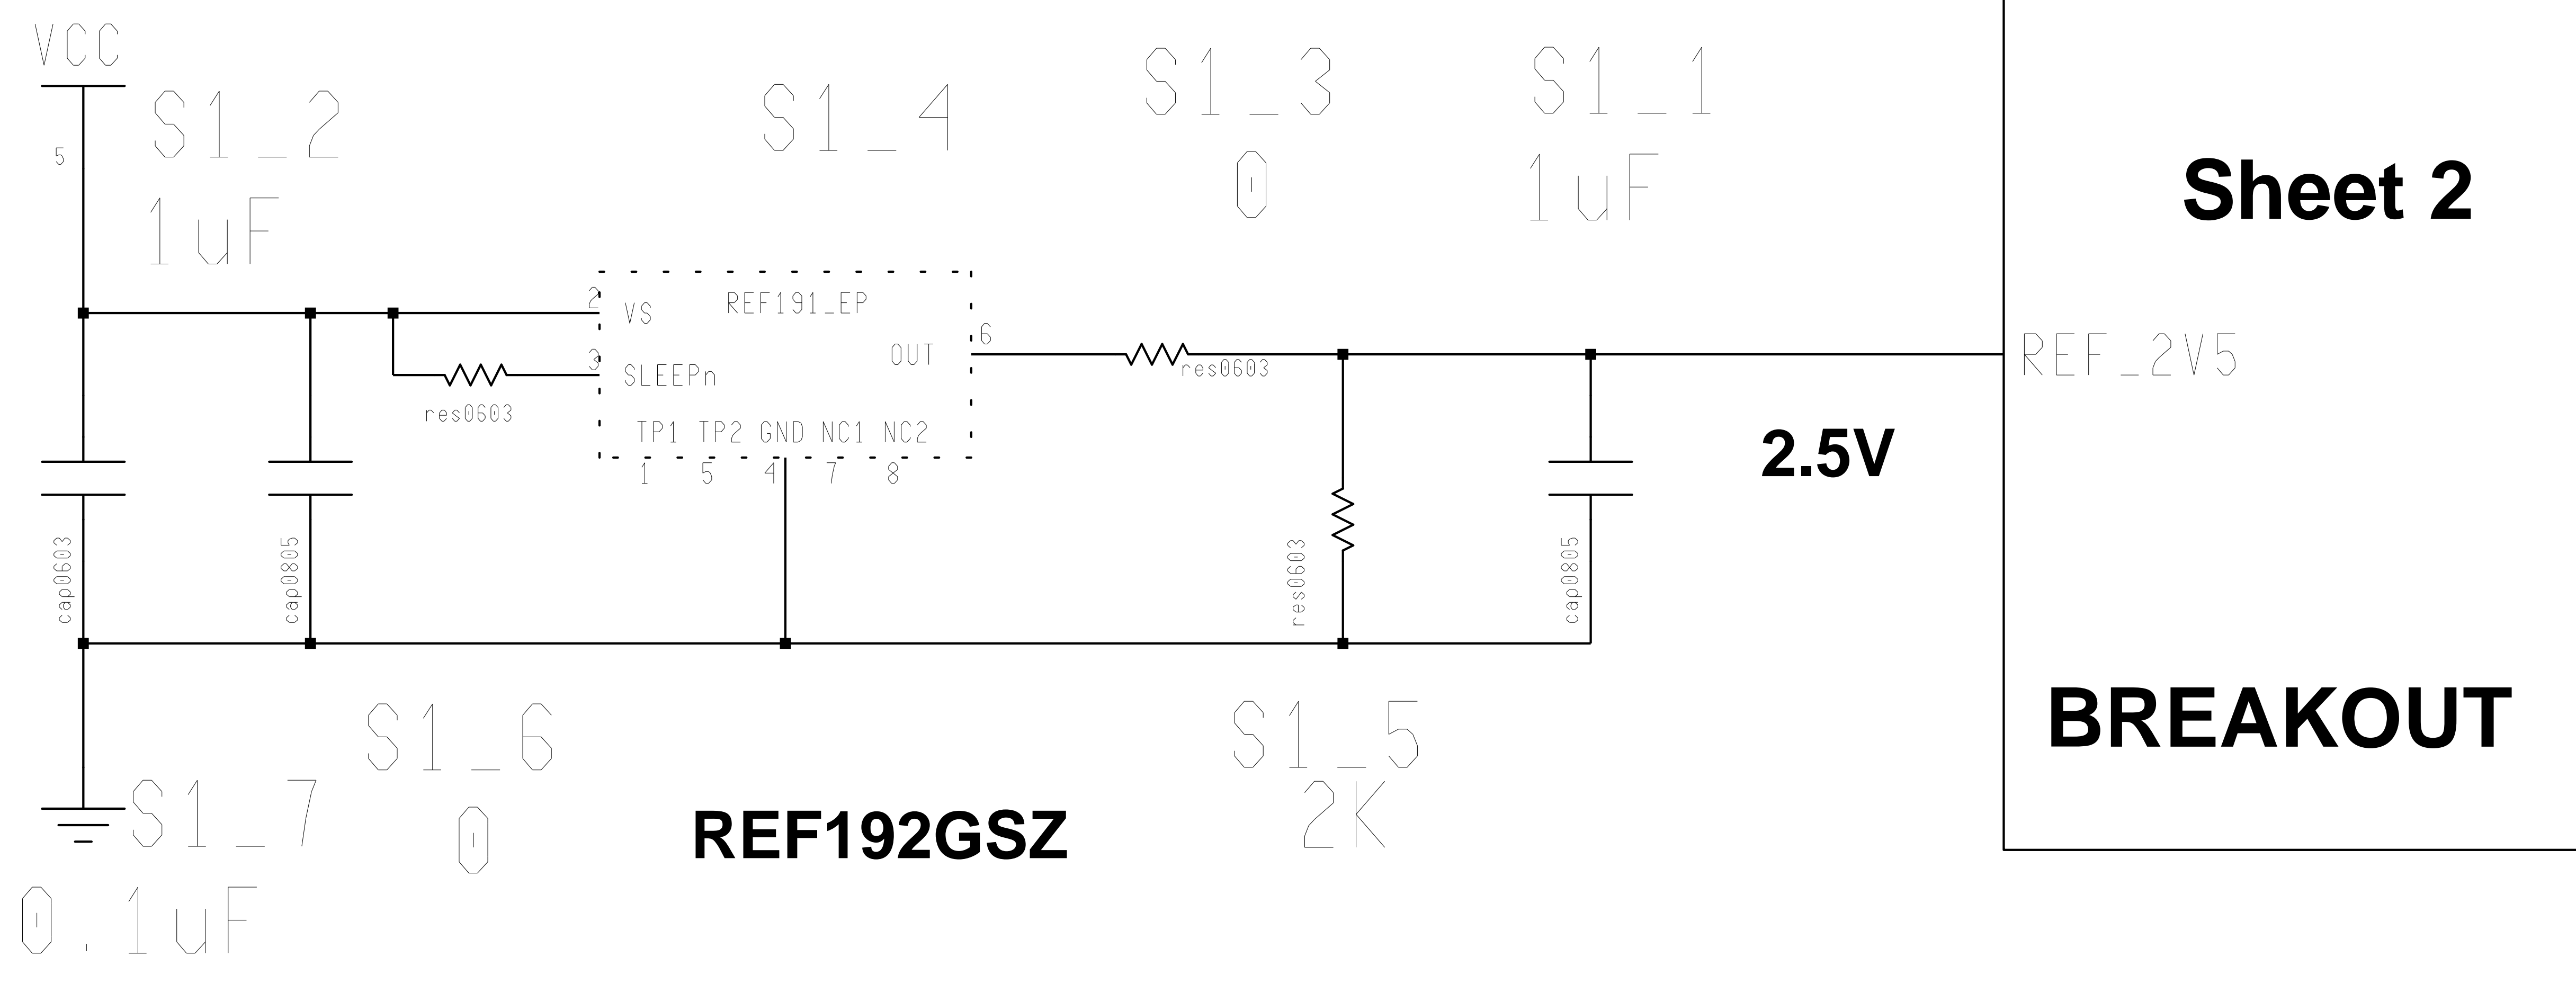 VCC
5
S1_2
1uF
S1_4
S1_3
0
S1_1
1uF
Sheet 2
2
VS
REF191_EP
3
SLEEPn
OUT
6
TP1 TP2 GND NC1 NC2
1 5 4 7 8
res0603
res0603
REF_2V5
2.5V
cap0603
cap0805
res0603
cap0805
S1_6
0
S1_5
2K
BREAKOUT
S1_7
0.1uF
REF192GSZ